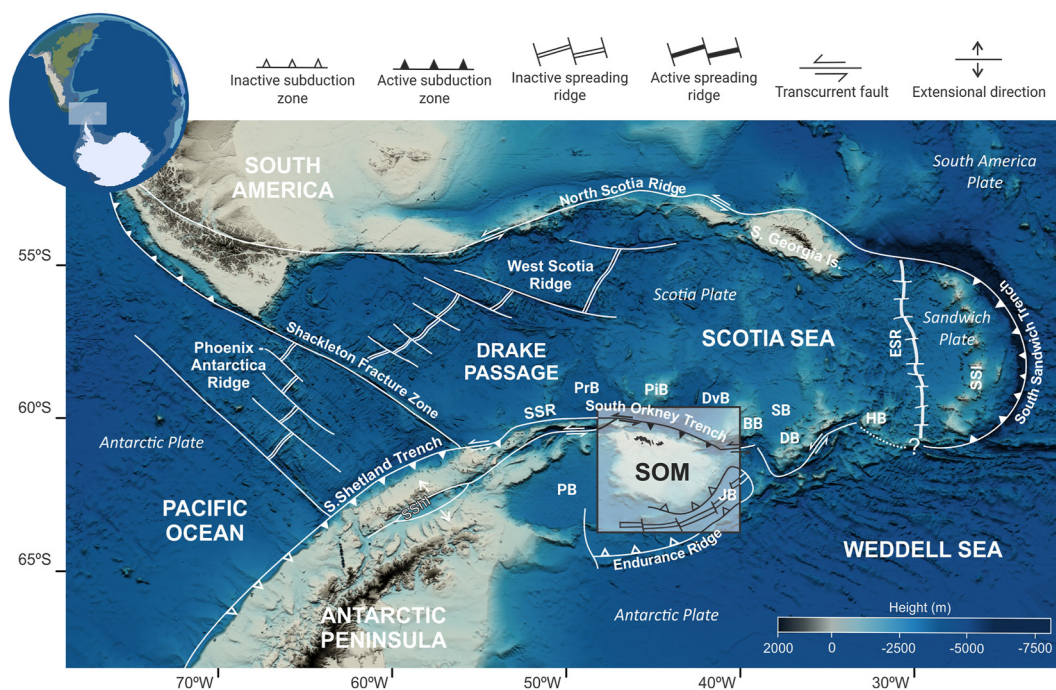 Inactive subduction
zone
Active subduction
zone
Inactive spreading
ridge
Active spreading
ridge
Transcurrent fault
Extensional direction
SOUTH
AMERICA
South America
Plate
North Scotia Ridge
S. Georgia Is.
55ºS
West Scotia
Ridge
Scotia Plate
Sandwich
Plate
South Sandwich Trench
Shackleton Fracture Zone
Phoenix -
Antarctica
Ridge
DRAKE
PASSAGE
SCOTIA SEA
ESR
SSI
PrB
PiB
DvB
60ºS
SSR
South Orkney Trench
BB
SB
DB
HB
?
Antarctic Plate
S.Shetland Trench
SOM
SShI
PB
JB
PACIFIC
OCEAN
Endurance Ridge
WEDDELL SEA
65ºS
ANTARCTIC
PENINSULA
Antarctic Plate
Height (m)
2000
0
-2500
-5000
-7500
70ºW
60ºW
50ºW
40ºW
30ºW